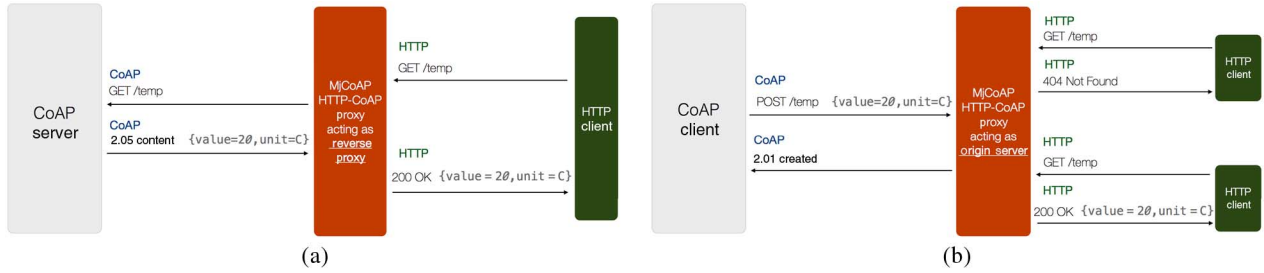 CoAP
server
CoAP
GET /temp
CoAP
2.05 content {value=20,unit=C}
MjCoAP
HTTP-CoAP
proxy
acting as
reverse
proxy
HTTP
GET /temp
HTTP
200 OK {value = 20,unit = C}
HTTP
client
(a)
CoAP
client
CoAP
POST /temp {value=20,unit=C}
CoAP
2.01 created
MjCoAP
HTTP-CoAP
proxy
acting as
origin server
HTTP
GET /temp
HTTP
404 Not Found
HTTP
client
HTTP
GET /temp
HTTP
200 OK {value = 20,unit = C}
HTTP
client
(b)